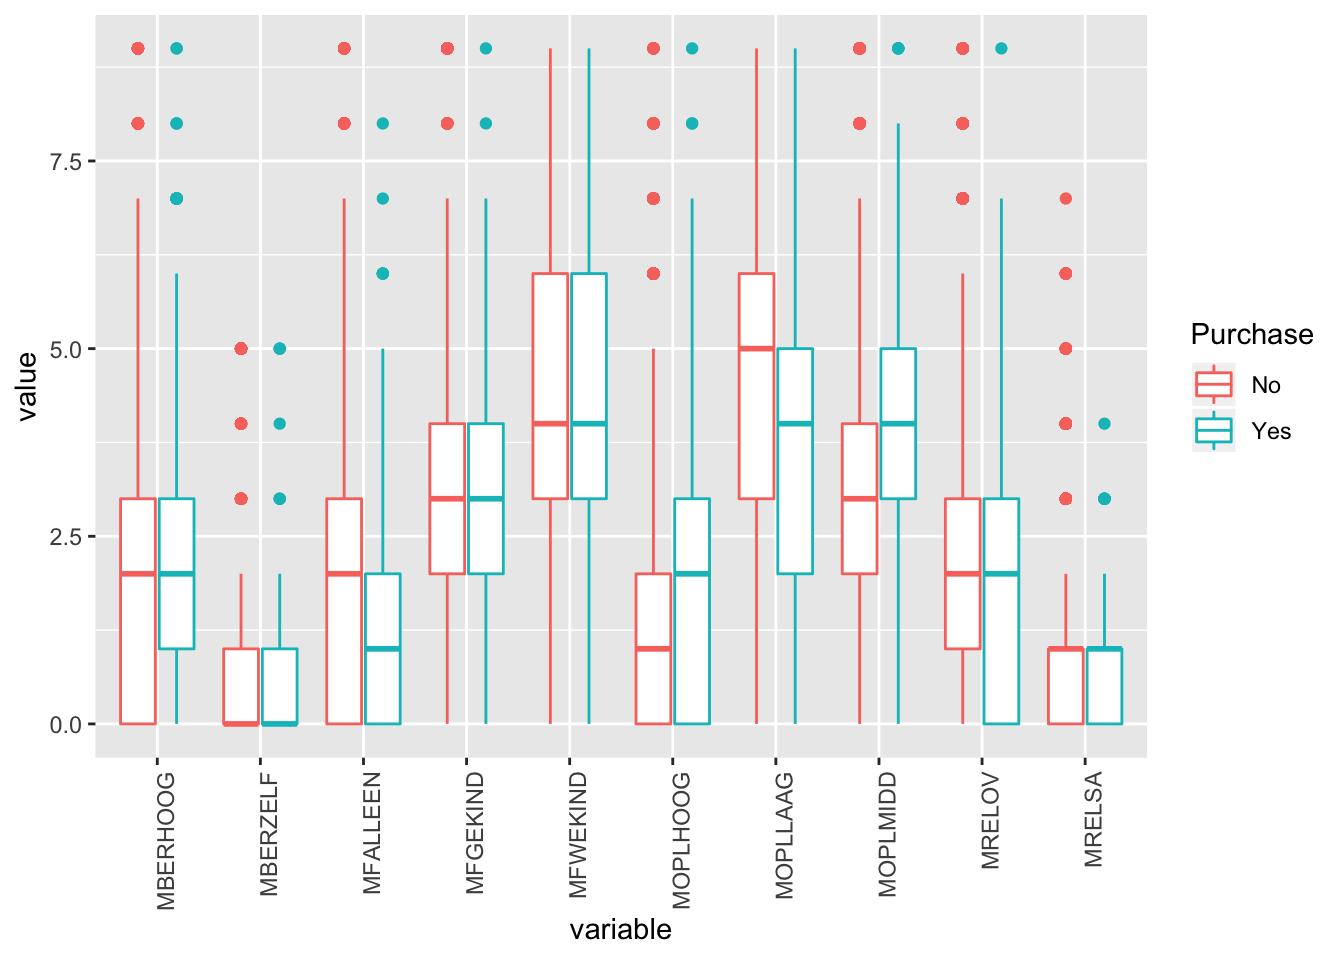 7.5
5.0
2.5
0.0
value
MBERHOOG
MBERZELF
MFALLEEN
MFGEKIND
MFWEKIND
MOPLHOOG
MOPLLAAG
MOPLMIDD
MRELOV
MRELSA
variable
Purchase
No
Yes